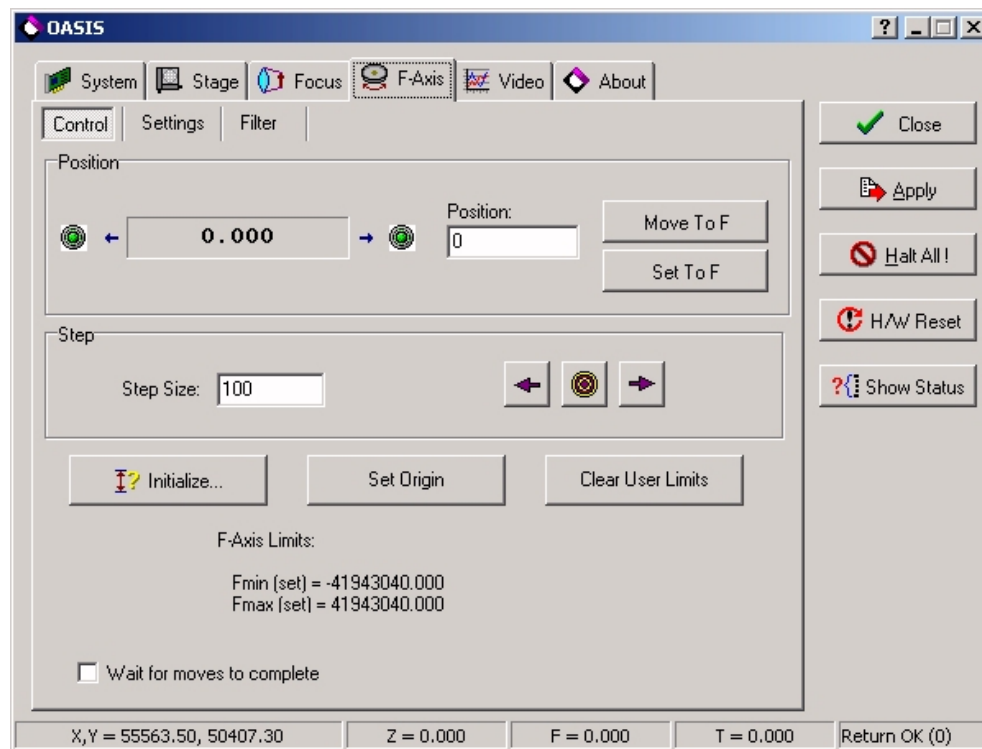 OASIS
System Stage Focus F-Axis Video About
Control Settings Filter
Position
0.000
Position:
0
Move To F
Set To F
Step
Step Size: 100
Initialize... Set Origin Clear User Limits
F-Axis Limits:
Fmin (set) = -41943040.000
Fmax (set) = 41943040.000
Wait for moves to complete
Close
Apply
Halt All !
H/W Reset
Show Status
X,Y = 55563.50, 50407.30 Z = 0.000 F = 0.000 T = 0.000 Return OK (0)